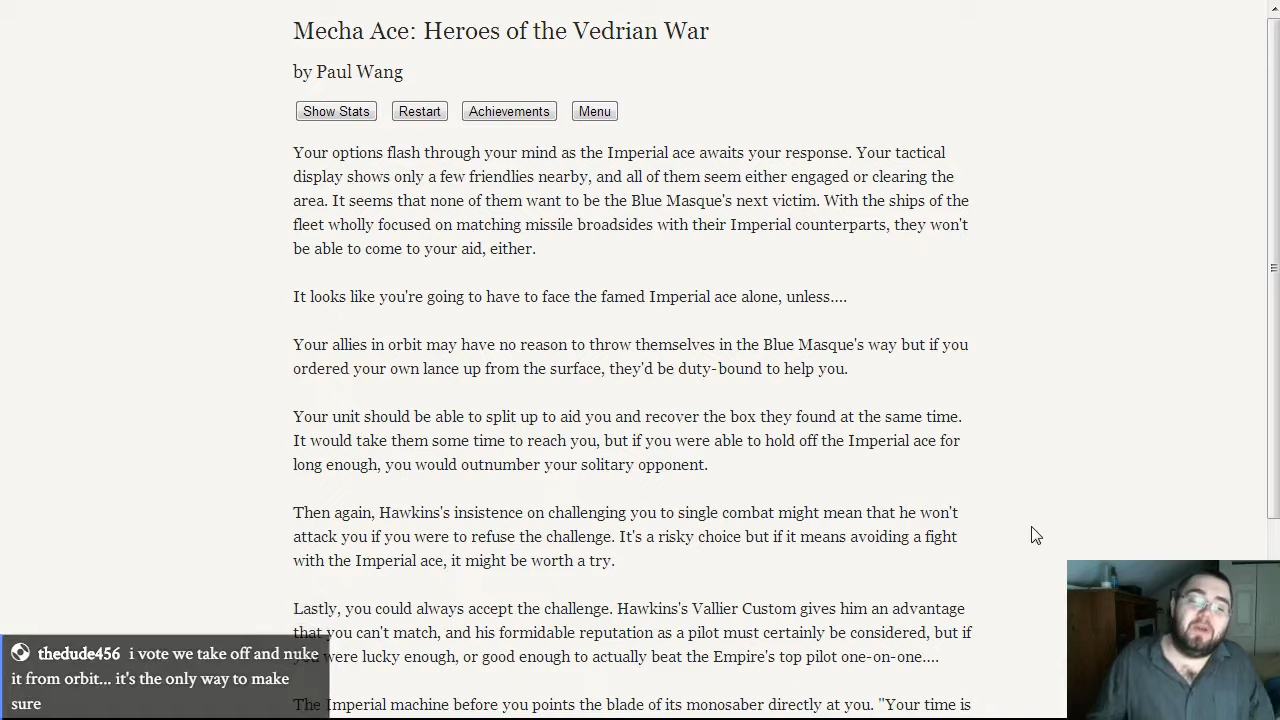 Mecha Ace: Heroes of the Vedrian War
by Paul Wang
Show Stats Restart Achievements Menu
Your options flash through your mind as the Imperial ace awaits your response. Your tactical
display shows only a few friendlies nearby, and all of them seem either engaged or clearing the
area. It seems that none of them want to be the Blue Masque's next victim. With the ships of the
fleet wholly focused on matching missile broadsides with their Imperial counterparts, they won't
be able to come to your aid, either.
It looks like you're going to have to face the famed Imperial ace alone, unless....
Your allies in orbit may have no reason to throw themselves in the Blue Masque's way but if you
ordered your own lance up from the surface, they'd be duty-bound to help you.
Your unit should be able to split up to aid you and recover the box they found at the same time.
It would take them some time to reach you, but if you were able to hold off the Imperial ace for
long enough, you would outnumber your solitary opponent.
Then again, Hawkins's insistence on challenging you to single combat might mean that he won't
attack you if you were to refuse the challenge. It's a risky choice but if it means avoiding a fight
with the Imperial ace, it might be worth a try.
Lastly, you could always accept the challenge. Hawkins's Vallier Custom gives him an advantage
that you can't match, and his formidable reputation as a pilot must certainly be considered, but if
you were lucky enough, or good enough to actually beat the Empire's top pilot one-on-one....
The Imperial machine before you points the blade of its monosaber directly at you. "Your time is
thedude456 i vote we take off and nuke
it from orbit... it's the only way to make
sure